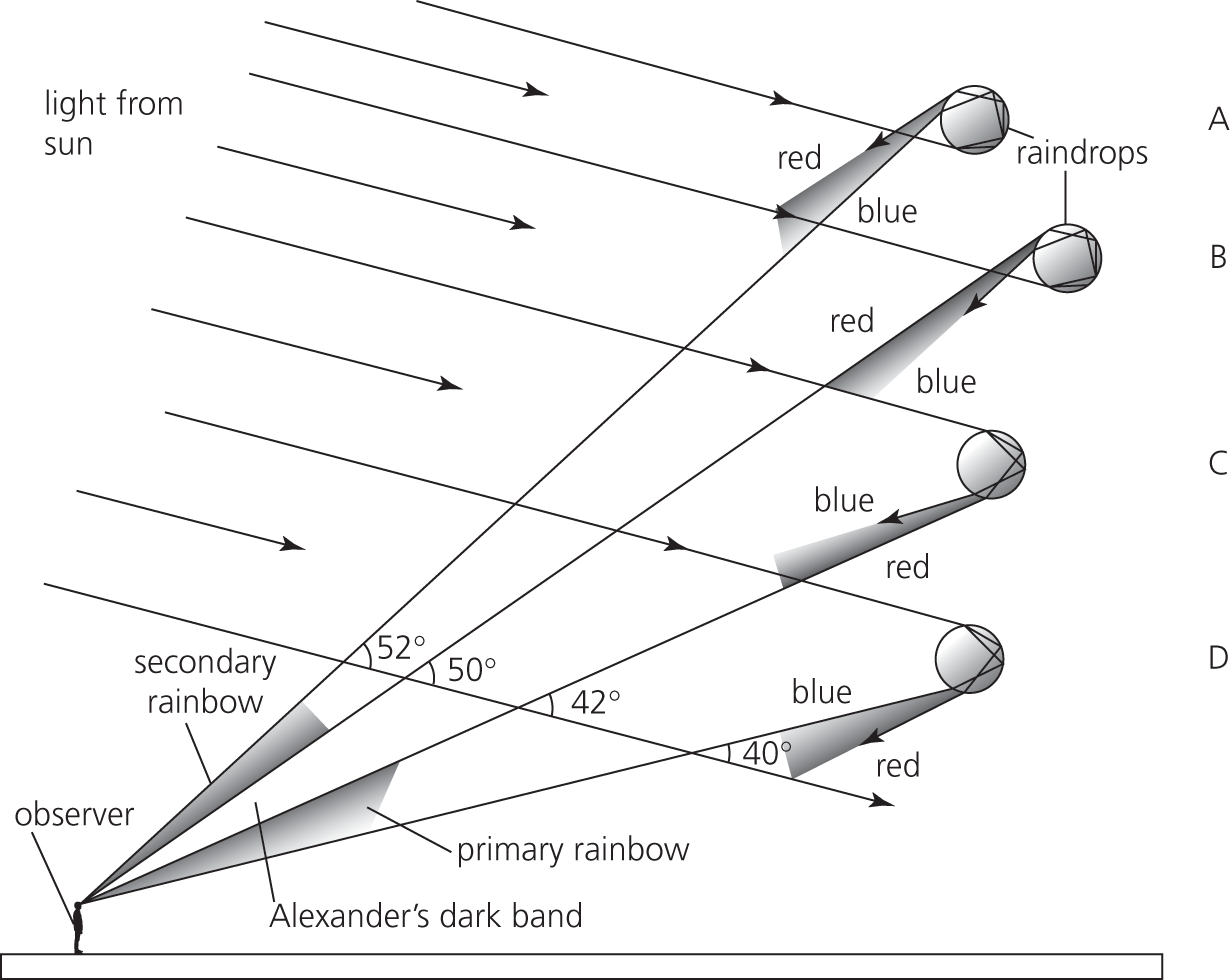 light from
sun
A
raindrops
red
blue
B
red
blue
C
blue
red
52°
50°
42°
secondary
rainbow
D
blue
40°
red
observer
primary rainbow
Alexander's dark band